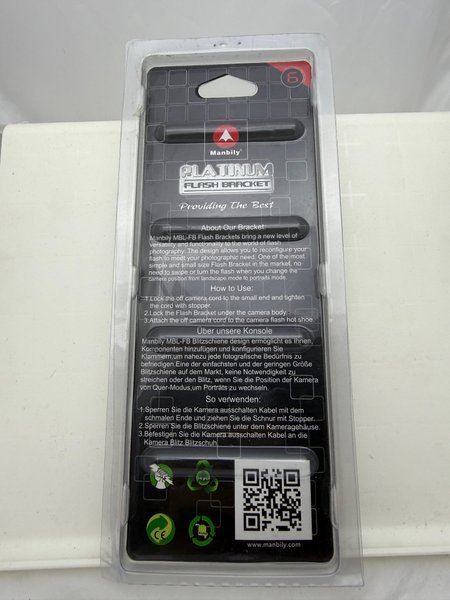 6
Manbily
PLATINUM
FLASH BRACKET
Providing The Best
About Our Bracket:
Manbily MBL-FB Flash Brackets bring a new level of
versatility and functionality to the world of flash
photography. The design allows you to reconfigure your
flash to meet your photographic need. One of the most
simple and small size Flash Bracket in the market, no
need to swipe or turn the flash when you change the
camera position from landscape mode to portraits mode.
How to Use:
1.Lock the off camera cord to the small end and tighten
the cord with stopper.
2.Lock the Flash Bracket under the camera body.
3.Attach the off camera cord to the camera flash hot shoe.
Über unsere Konsole
Manbily MBL-FB Blitzschiene design ermöglicht es Ihnen,
Komponenten hinzufügen und konfigurieren Sie
Klammern,um nahezu jede fotografische Bedürfnis zu
befriedigen.Eine der einfachsten und der geringen Größe
Blitzschiene auf dem Markt, keine Notwendigkeit zu
streichen oder den Blitz, wenn Sie die Position der Kamera
von Quer-Modus,um Porträts zu wechseln.
So verwenden:
1.Sperren Sie die Kamera ausschalten Kabel mit dem
schmalen Ende und ziehen Sie die Schnur mit Stopper.
2.Sperren Sie die Blitzschiene unter dem Kameragehäuse.
3.Befestigen Sie die Kamera ausschalten Kabel an die
Kamera Blitz Blitzschuh.
www.manbily.com